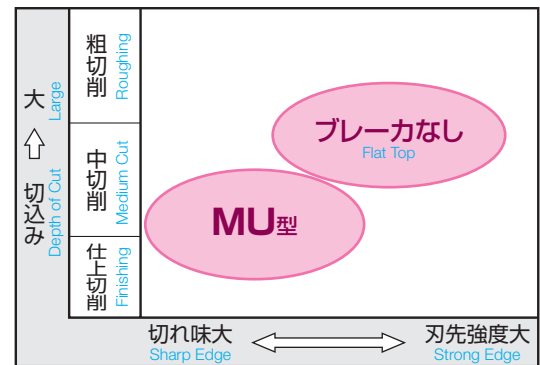 大
Large
切込み
Depth of Cut
粗切削
Roughing
中切削
Medium Cut
仕上切削
Finishing
ブレーカなし
Flat Top
MU型
切れ味大
Sharp Edge
刃先強度大
Strong Edge